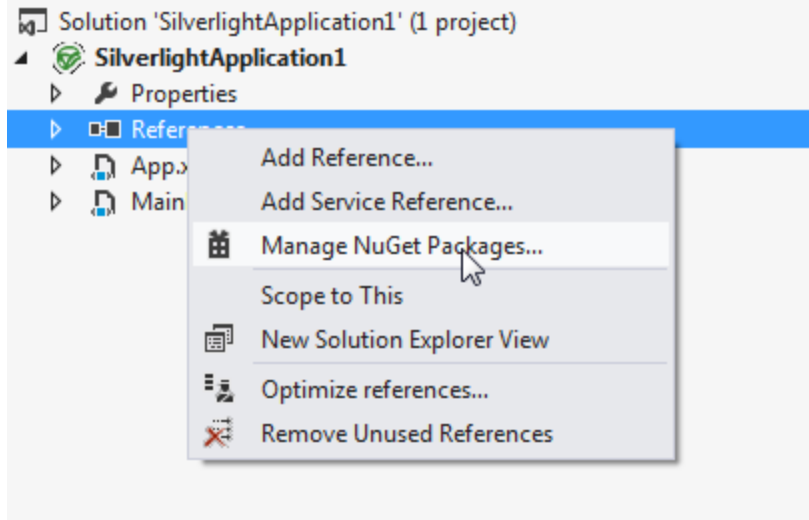 Solution 'SilverlightApplication1' (1 project)
SilverlightApplication1
Properties
References
App.x
Main
Add Reference...
Add Service Reference...
Manage NuGet Packages...
Scope to This
New Solution Explorer View
Optimize references...
Remove Unused References